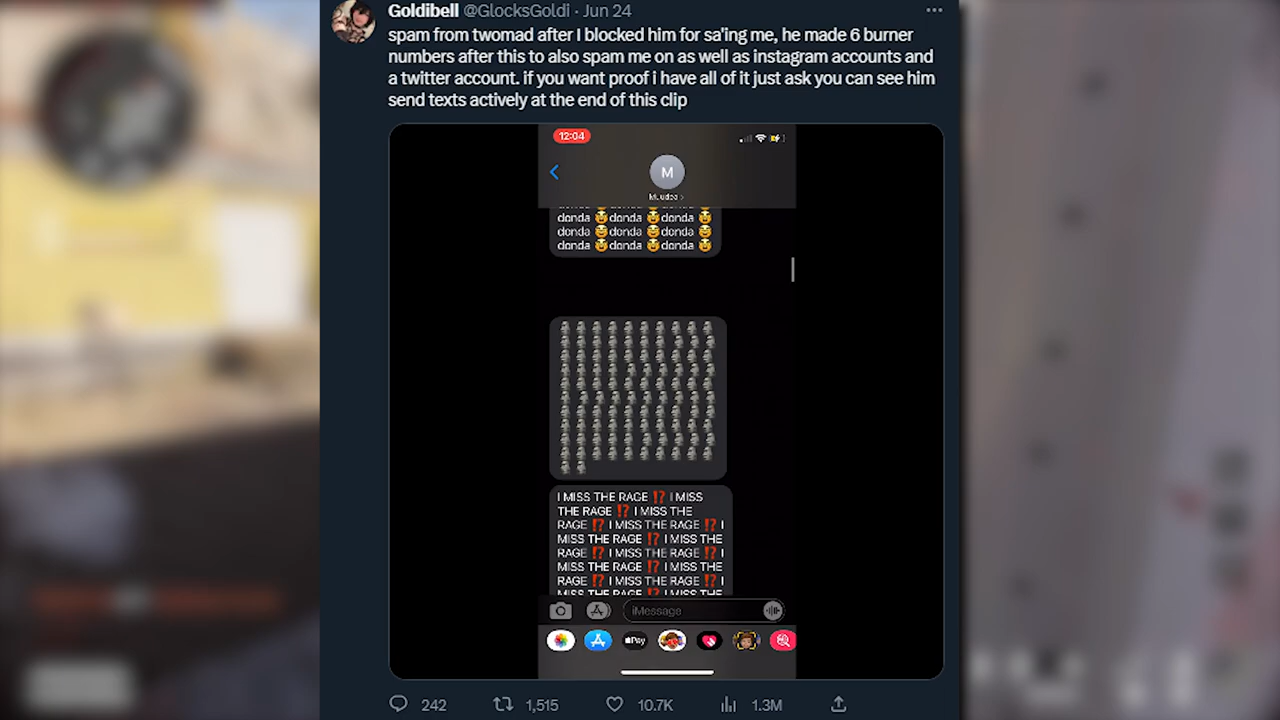 Goldibell @GlocksGoldi · Jun 24
spam from twomad after I blocked him for sa'ing me, he made 6 burner
numbers after this to also spam me on as well as instagram accounts and
a twitter account. if you want proof i have all of it just ask you can see him
send texts actively at the end of this clip
12:04
M
donda 🤠donda 🤠donda 🤠
donda 🤠donda 🤠donda 🤠
donda 🤠donda 🤠donda 🤠
I MISS THE RAGE ⁉️ I MISS
THE RAGE ⁉️ I MISS THE
RAGE ⁉️ I MISS THE RAGE ⁉️ I
MISS THE RAGE ⁉️ I MISS THE
RAGE ⁉️ I MISS THE RAGE ⁉️ I
MISS THE RAGE ⁉️ I MISS THE
RAGE ⁉️ I MISS THE RAGE ⁉️ I
MISS THE RAGE ⁉️ I MISS THE
iMessage
Pay
242 1,515 10.7K 1.3M